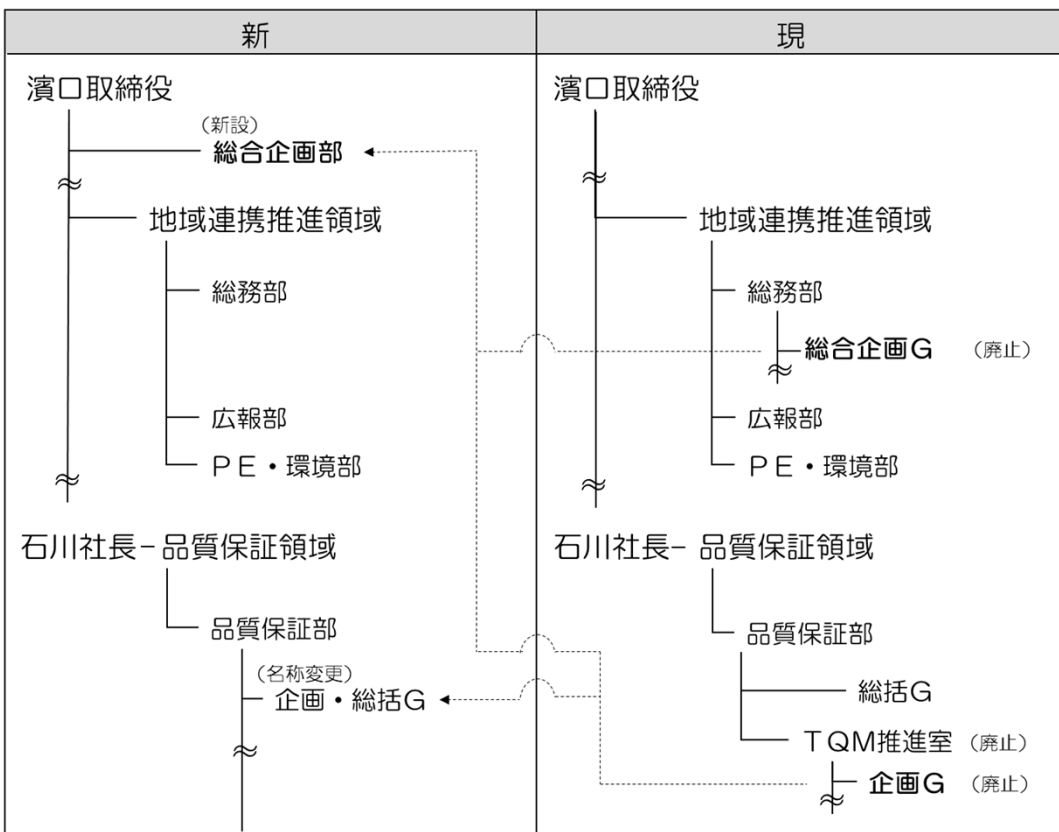 新
現
濱口取締役
（新設）
総合企画部
地域連携推進領域
総務部
広報部
ＰＥ・環境部
石川社長－品質保証領域
品質保証部
（名称変更）
企画・総括Ｇ
濱口取締役
地域連携推進領域
総務部
総合企画Ｇ （廃止）
広報部
ＰＥ・環境部
石川社長－ 品質保証領域
品質保証部
総括Ｇ
ＴＱＭ推進室 （廃止）
企画Ｇ （廃止）